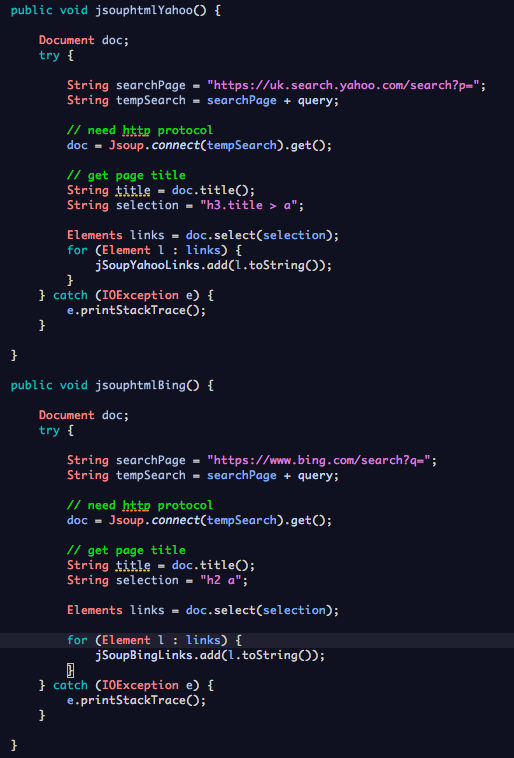 public void jsouphtmlYahoo() {
Document doc;
try {
String searchPage = "https://uk.search.yahoo.com/search?p=";
String tempSearch = searchPage + query;
// need http protocol
doc = Jsoup.connect(tempSearch).get();
// get page title
String title = doc.title();
String selection = "h3.title > a";
Elements links = doc.select(selection);
for (Element l : links) {
jSoupYahooLinks.add(l.toString());
}
} catch (IOException e) {
e.printStackTrace();
}
}
public void jsouphtmlBing() {
Document doc;
try {
String searchPage = "https://www.bing.com/search?q=";
String tempSearch = searchPage + query;
// need http protocol
doc = Jsoup.connect(tempSearch).get();
// get page title
String title = doc.title();
String selection = "h2 a";
Elements links = doc.select(selection);
for (Element l : links) {
jSoupBingLinks.add(l.toString());
}
} catch (IOException e) {
e.printStackTrace();
}
}